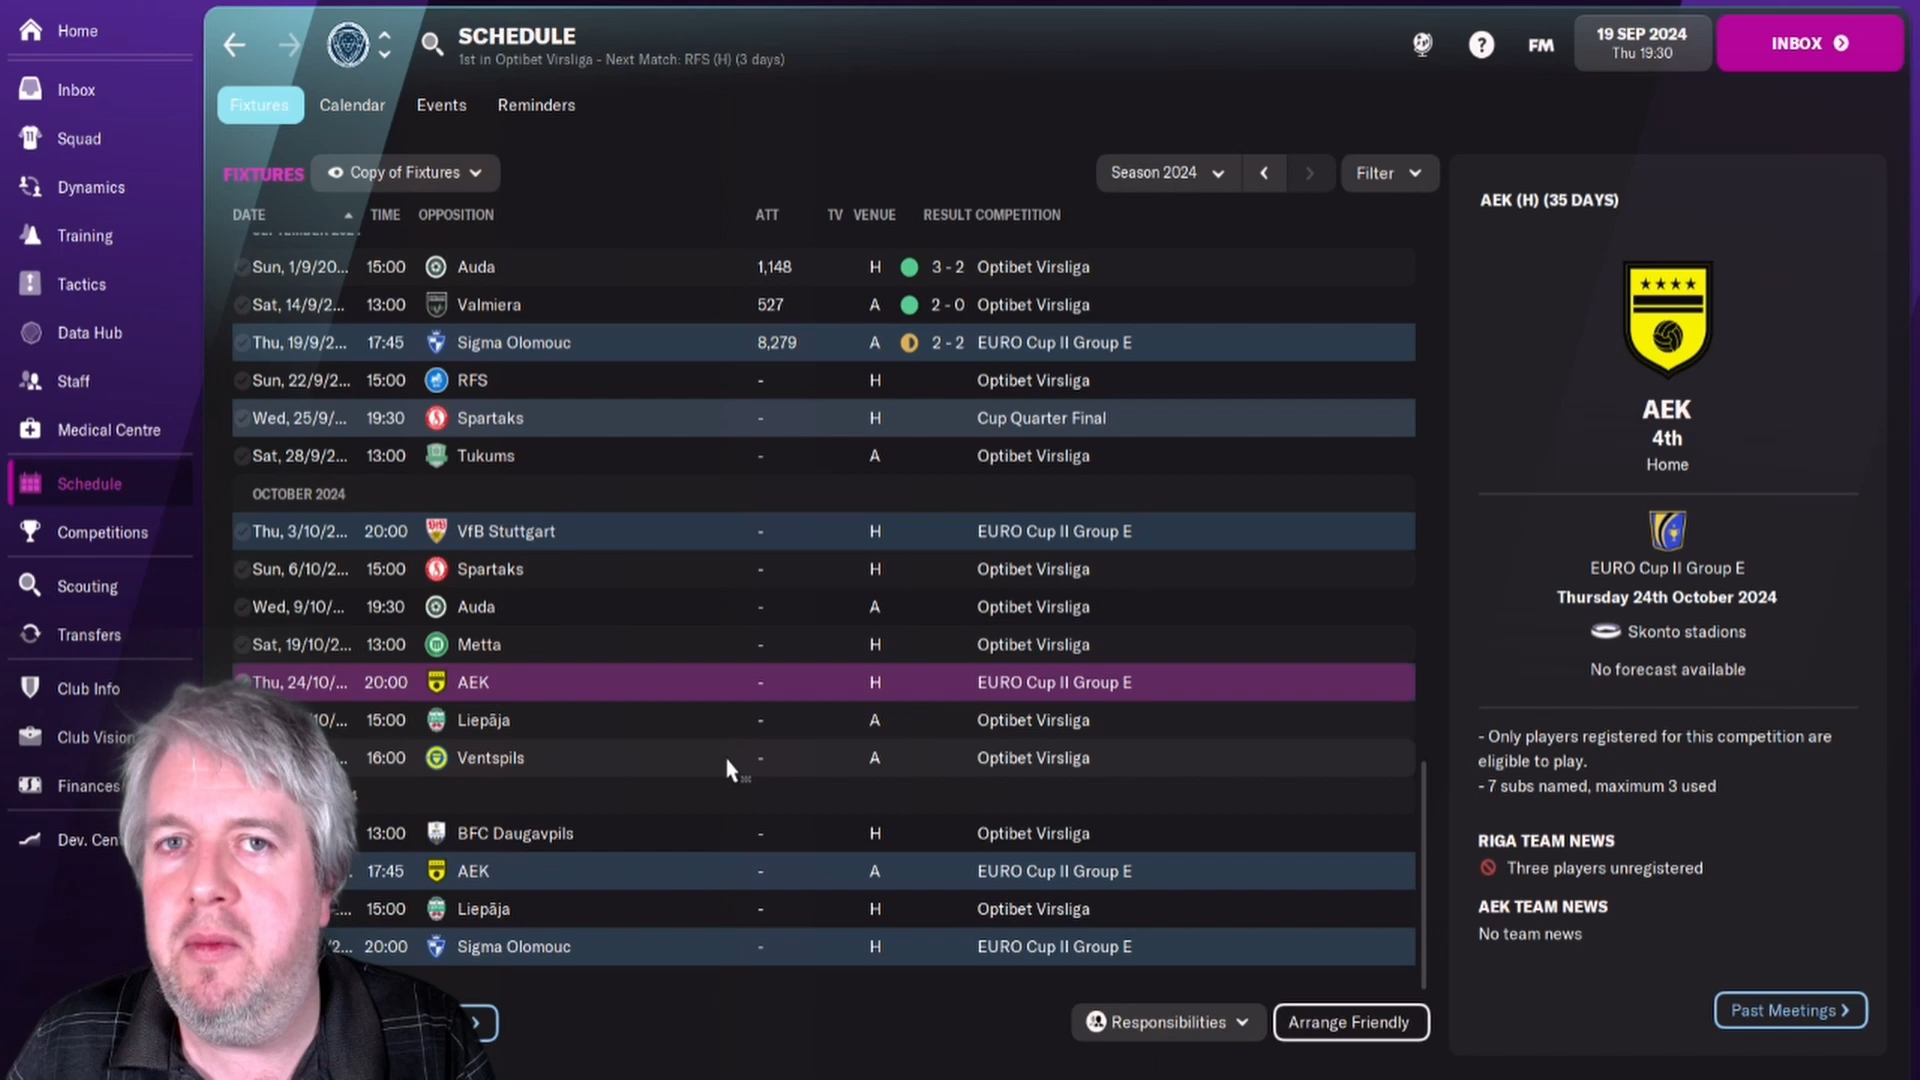 Home
Inbox
Squad
Dynamics
Training
Tactics
Data Hub
Staff
Medical Centre
Schedule
Competitions
Scouting
Transfers
Club Info
Club Vision
Finances
Dev. Cent
SCHEDULE
1st in Optibet Virsliga - Next Match: RFS (H) (3 days)
FM
19 SEP 2024
Thu 19:30
INBOX
Fixtures Calendar Events Reminders
FIXTURES Copy of Fixtures Season 2024 Filter
DATE TIME OPPOSITION ATT TV VENUE RESULT COMPETITION
Sun, 1/9/20... 15:00 Auda 1,148 H 3 - 2 Optibet Virsliga
Sat, 14/9/2... 13:00 Valmiera 527 A 2 - 0 Optibet Virsliga
Thu, 19/9/2... 17:45 Sigma Olomouc 8,279 A 2 - 2 EURO Cup II Group E
Sun, 22/9/2... 15:00 RFS - H Optibet Virsliga
Wed, 25/9/... 19:30 Spartaks - H Cup Quarter Final
Sat, 28/9/2... 13:00 Tukums - A Optibet Virsliga
OCTOBER 2024
Thu, 3/10/2... 20:00 VfB Stuttgart - H EURO Cup II Group E
Sun, 6/10/2... 15:00 Spartaks - H Optibet Virsliga
Wed, 9/10/... 19:30 Auda - A Optibet Virsliga
Sat, 19/10/2... 13:00 Metta - H Optibet Virsliga
Thu, 24/10/... 20:00 AEK - H EURO Cup II Group E
10/... 15:00 Liepāja - A Optibet Virsliga
16:00 Ventspils - A Optibet Virsliga
13:00 BFC Daugavpils - H Optibet Virsliga
17:45 AEK - A EURO Cup II Group E
15:00 Liepāja - H Optibet Virsliga
20:00 Sigma Olomouc - H EURO Cup II Group E
Responsibilities Arrange Friendly
AEK (H) (35 DAYS)
AEK
4th
Home
EURO Cup II Group E
Thursday 24th October 2024
Skonto stadions
No forecast available
- Only players registered for this competition are
eligible to play.
- 7 subs named, maximum 3 used
RIGA TEAM NEWS
Three players unregistered
AEK TEAM NEWS
No team news
Past Meetings